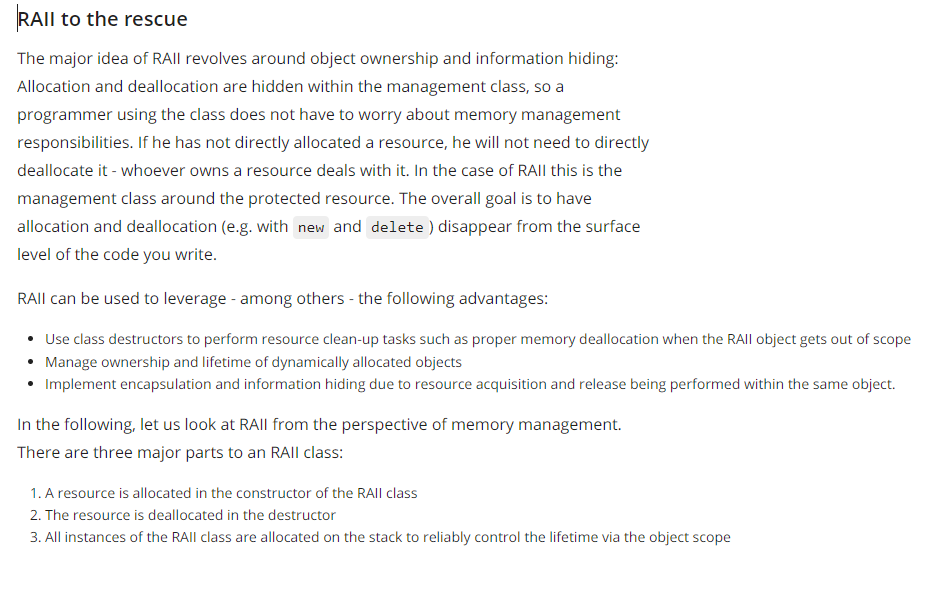 RAII to the rescue
The major idea of RAII revolves around object ownership and information hiding:
Allocation and deallocation are hidden within the management class, so a
programmer using the class does not have to worry about memory management
responsibilities. If he has not directly allocated a resource, he will not need to directly
deallocate it - whoever owns a resource deals with it. In the case of RAII this is the
management class around the protected resource. The overall goal is to have
allocation and deallocation (e.g. with new and delete ) disappear from the surface
level of the code you write.
RAII can be used to leverage - among others - the following advantages:
• Use class destructors to perform resource clean-up tasks such as proper memory deallocation when the RAII object gets out of scope
• Manage ownership and lifetime of dynamically allocated objects
• Implement encapsulation and information hiding due to resource acquisition and release being performed within the same object.
In the following, let us look at RAII from the perspective of memory management.
There are three major parts to an RAII class:
1. A resource is allocated in the constructor of the RAII class
2. The resource is deallocated in the destructor
3. All instances of the RAII class are allocated on the stack to reliably control the lifetime via the object scope